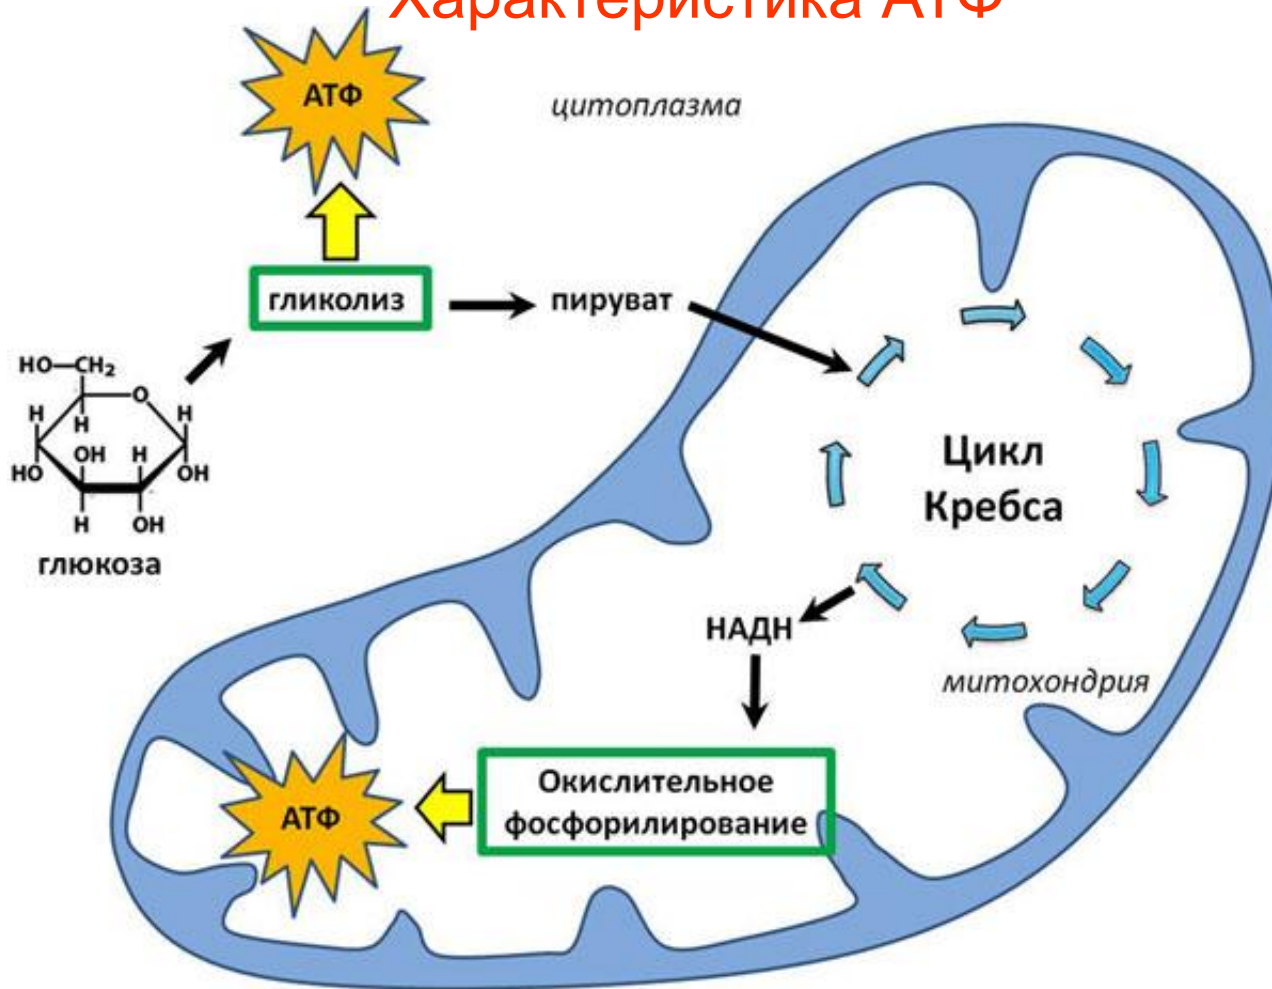 Характеристика АТФ
АТФ
цитоплазма
гликолиз
пируват
HO—CH₂
O
H
H
H
OH
H
HO
OH
H
OH
глюкоза
Цикл
Кребса
НАДН
митохондрия
Окислительное
фосфорилирование
АТФ